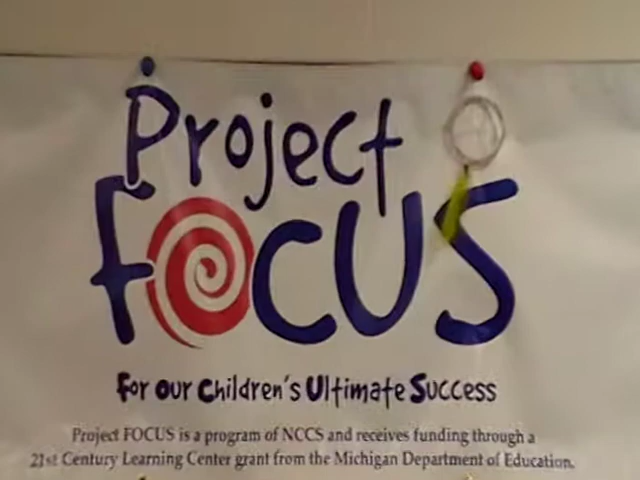 Project
FOCUS
For Our Children's Ultimate Success
Project FOCUS is a program of NCCS and receives funding through a
21st Century Learning Center grant from the Michigan Department of Education.